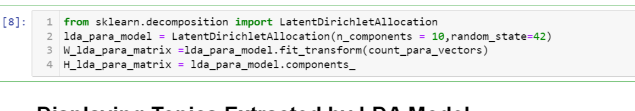 [8]: 1 from sklearn.decomposition import LatentDirichletAllocation
2 lda_para_model = LatentDirichletAllocation(n_components = 10,random_state=42)
3 W_lda_para_matrix =lda_para_model.fit_transform(count_para_vectors)
4 H_lda_para_matrix = lda_para_model.components_
Displaying Topics Extracted by LDA Model